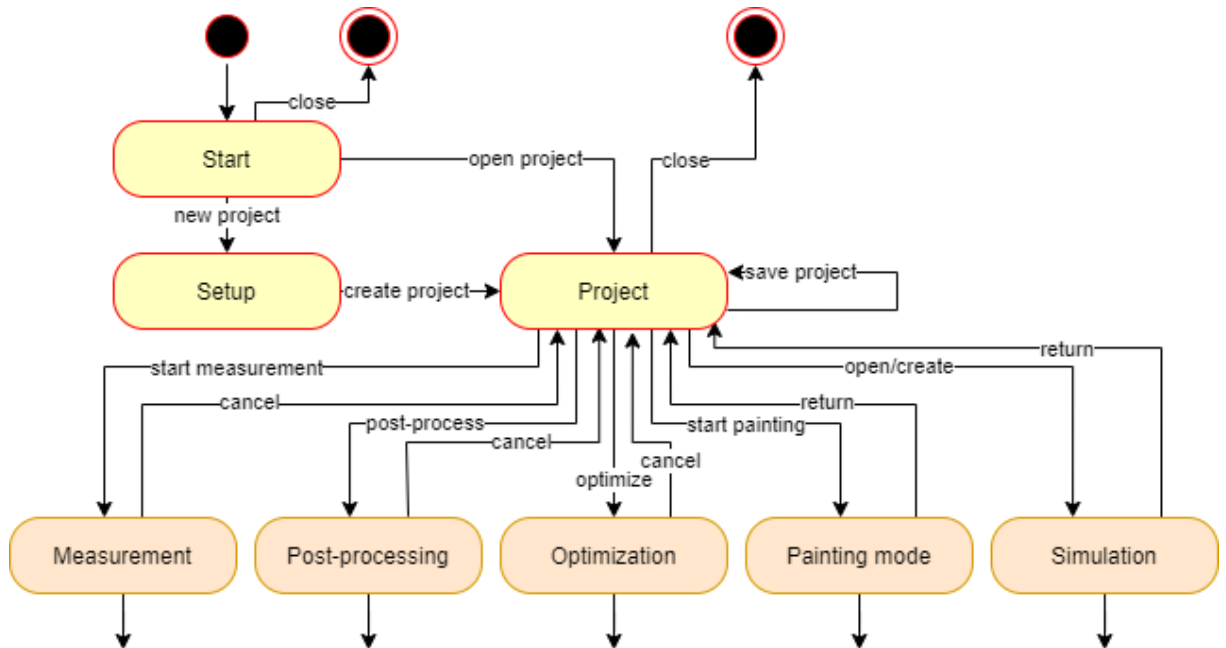 close
Start
open project
close
new project
Setup
create project
Project
save project
return
start measurement
open/create
cancel
return
post-process
start painting
cancel
cancel
optimize
Measurement
Post-processing
Optimization
Painting mode
Simulation